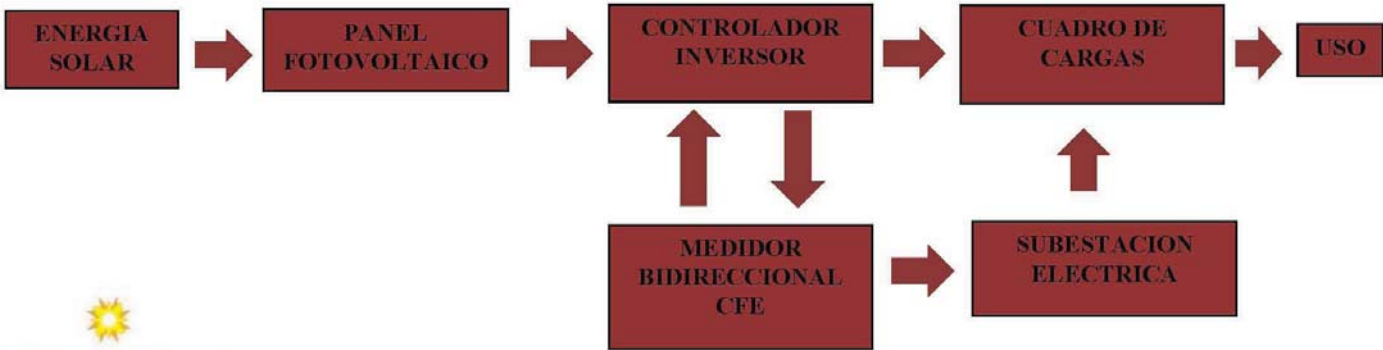 ENERGIA
SOLAR
PANEL
FOTOVOLTAICO
CONTROLADOR
INVERSOR
CUADRO DE
CARGAS
USO
MEDIDOR
BIDIRECCIONAL
CFE
SUBESTACION
ELECTRICA